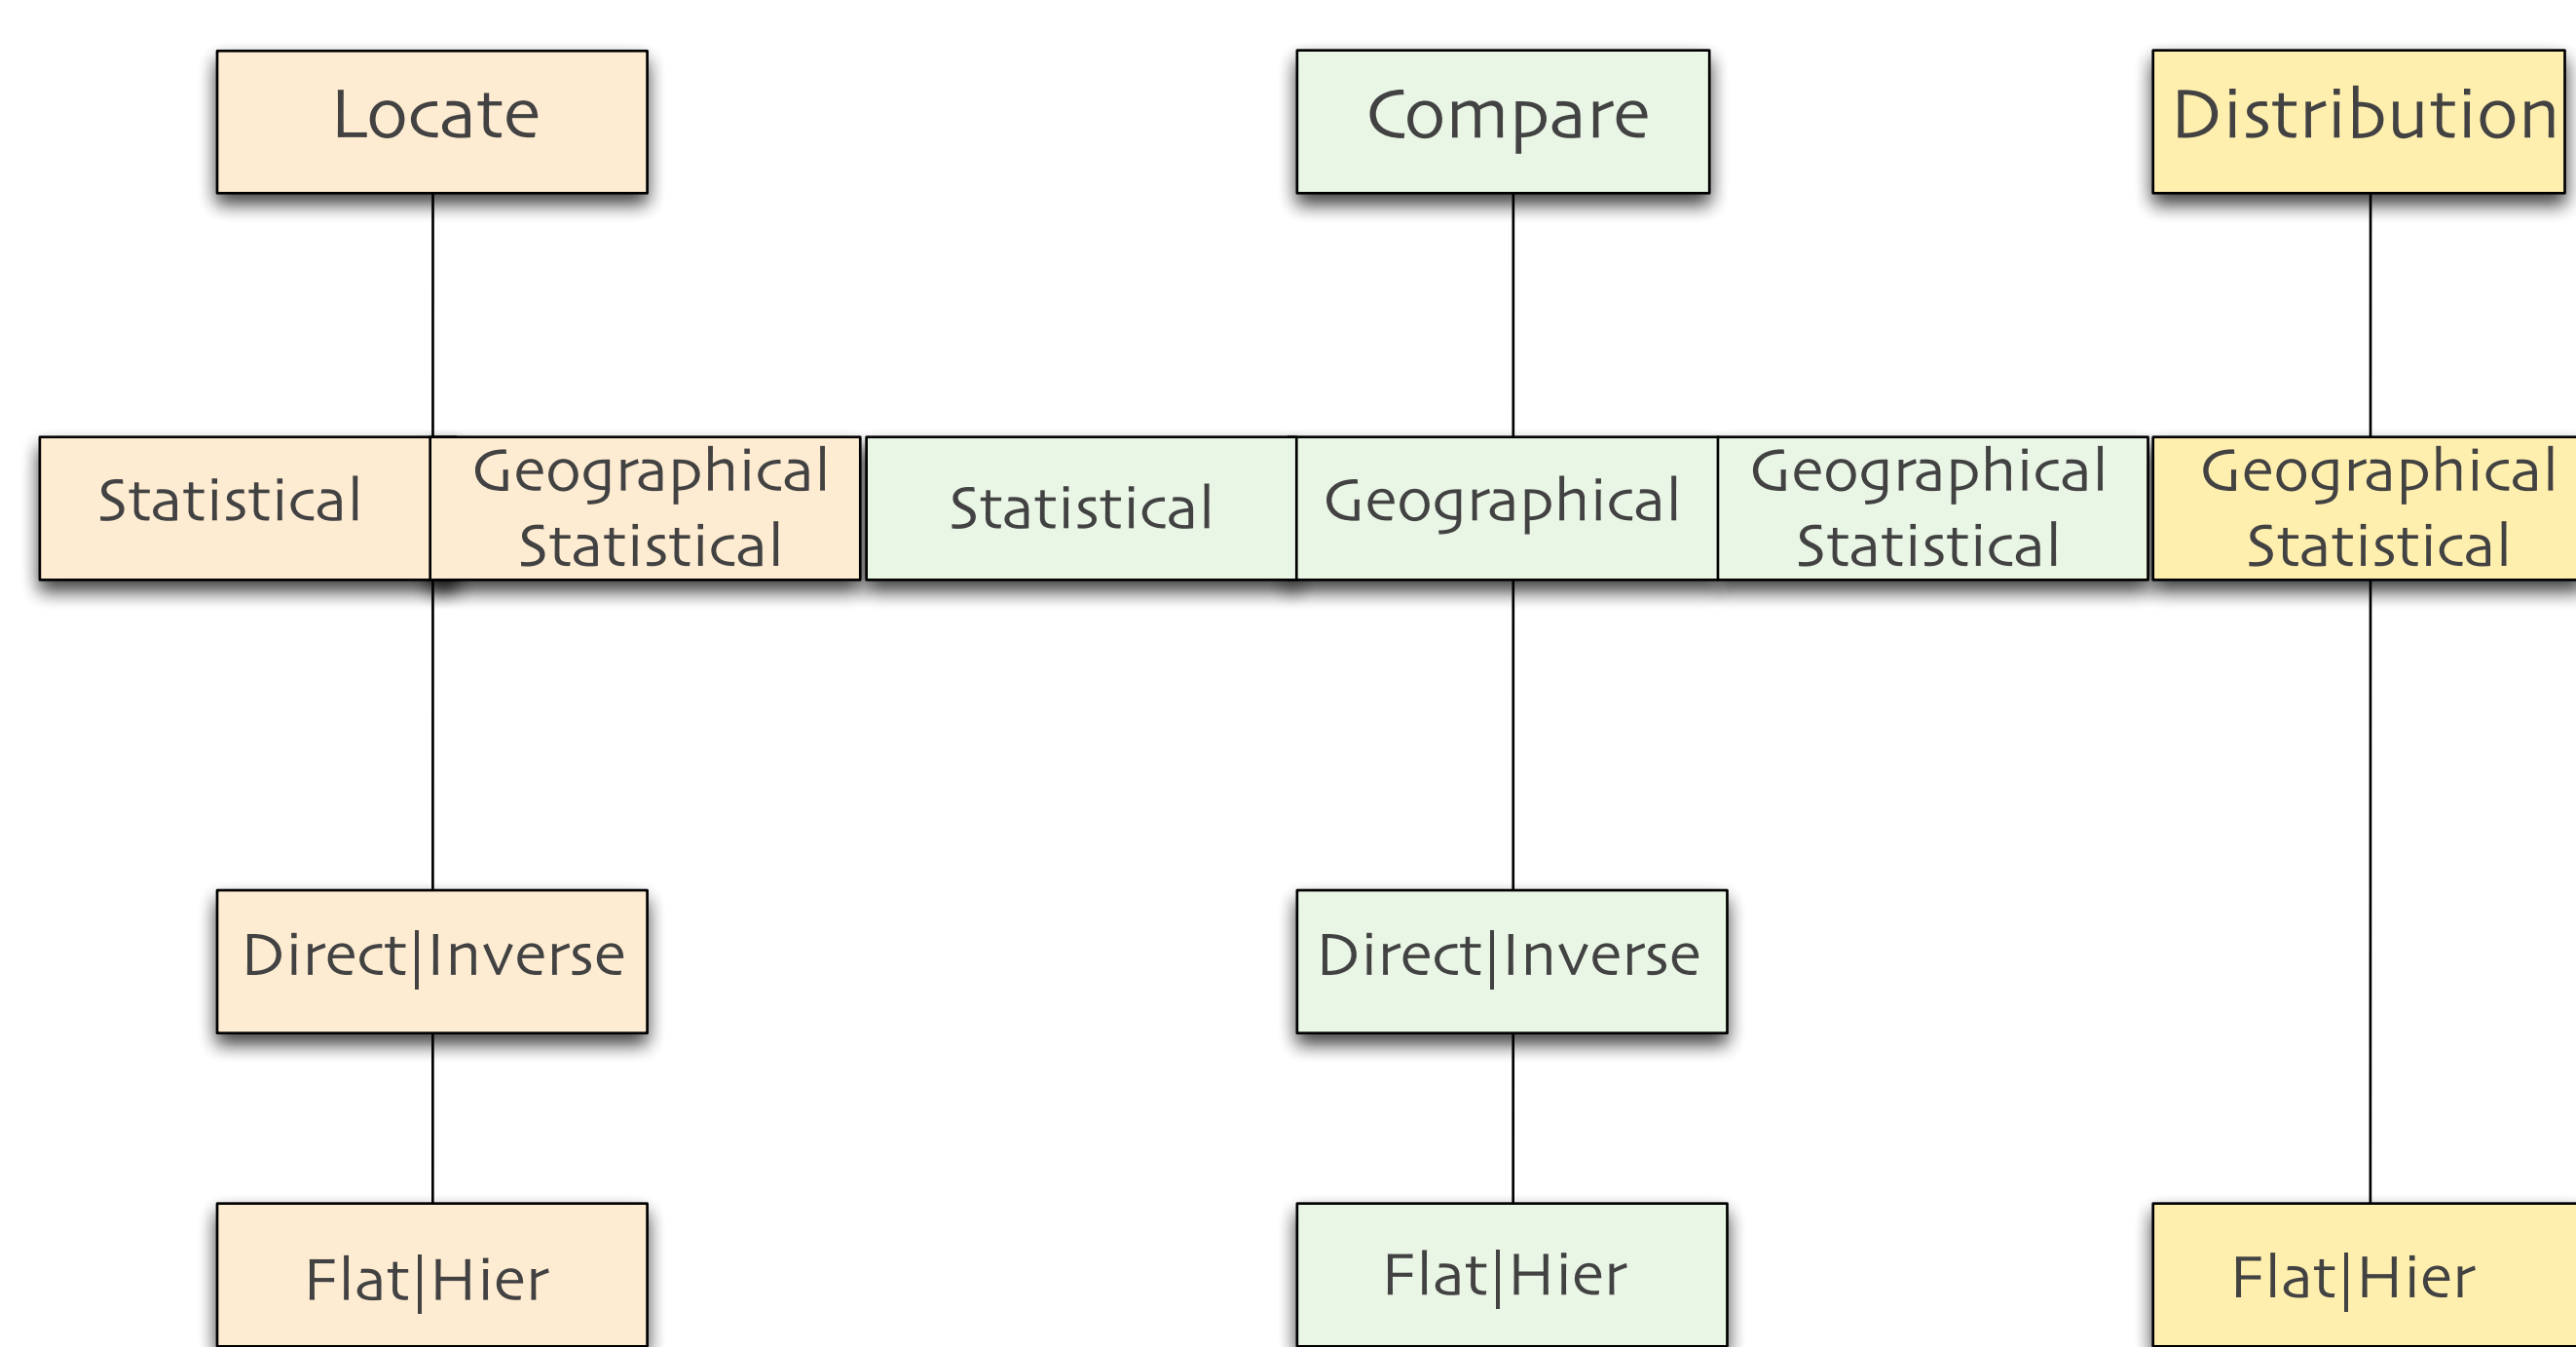 Locate
Compare
Distribution
Statistical
Geographical
Statistical
Statistical
Geographical
Geographical
Statistical
Geographical
Statistical
Direct|Inverse
Direct|Inverse
Flat|Hier
Flat|Hier
Flat|Hier